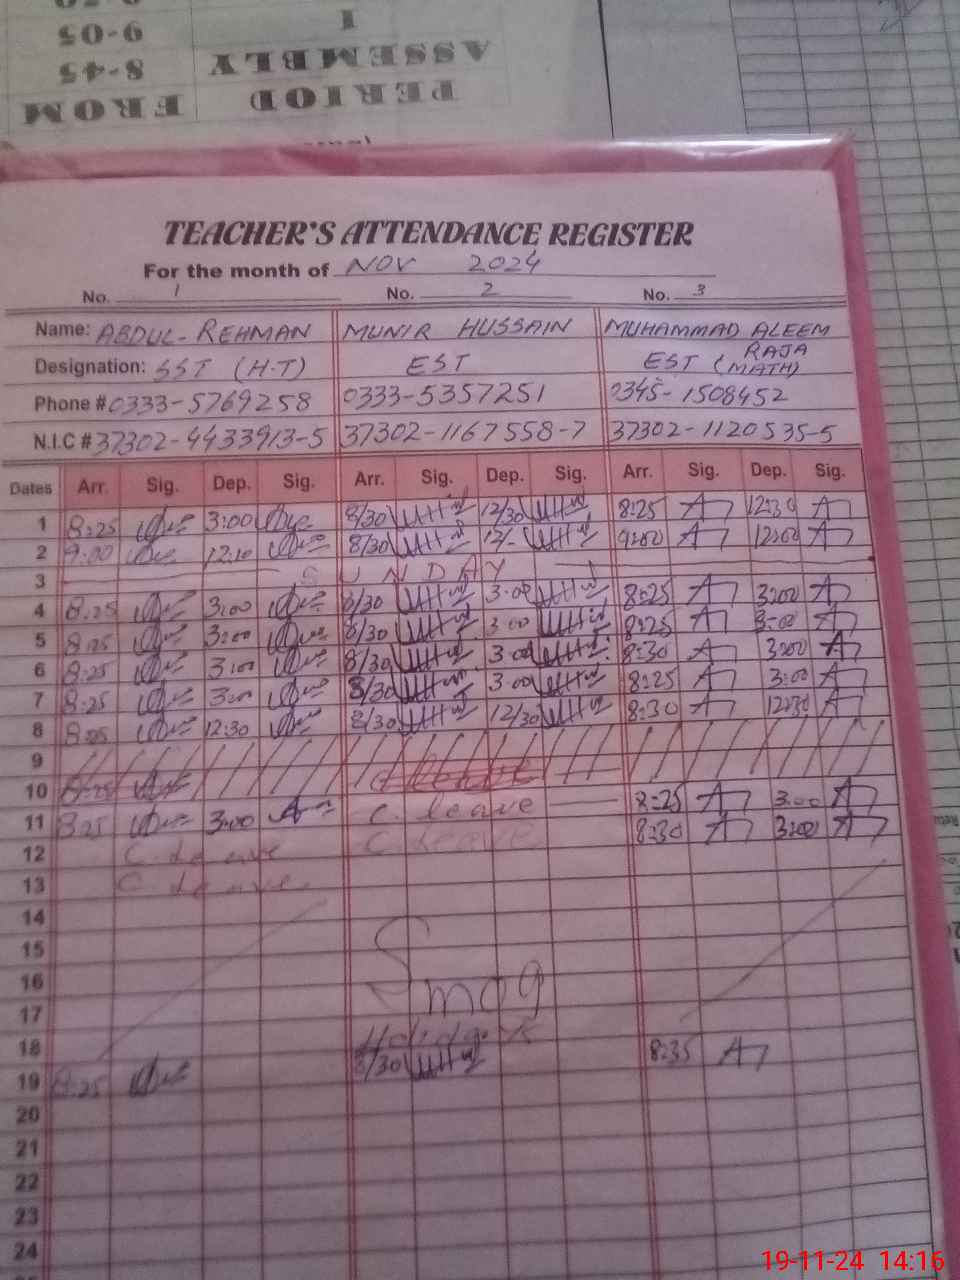 9-05 I
8-45 ASSEMBLY
FROM PERIOD
TEACHER'S ATTENDANCE REGISTER
For the month of NOV 2024
No. 1 No. 2 No. 3
Name: ABDUL-REHMAN MUNIR HUSSAIN MUHAMMAD ALEEM RAJA
Designation: SST (H.T) EST EST (MATH)
Phone # 0333-5769258 0333-5357251 0345-1508452
N.I.C # 37302-4433913-5 37302-1167558-7 37302-1120535-5
Dates Arr. Sig. Dep. Sig. Arr. Sig. Dep. Sig. Arr. Sig. Dep. Sig.
1 8:25 3:00 8/30 12/30 8:25 12:30
2 9:00 12:10 8/30 12/- 9:00 12:00
3 SUNDAY
4 8:25 3:00 8/30 3:00 8:25 3:00
5 8:25 3:00 8/30 3:00 8:25 3:00
6 8:25 3:00 8/30 3:00 8:30 3:00
7 8:25 3:00 8/30 3:00 8:25 3:00
8 8:25 12:30 8/30 12/30 8:30 12:30
9
10 8:25
11 8:25 3:00 C. leave 8:25 3:00
12 C. Leave C. Leave 8:30 3:00
13 C. Leave
14
15
16 Smog
17
18 Holiday
19 8:25 8/30 8:35
20
21
22
23
24
19-11-24 14:16